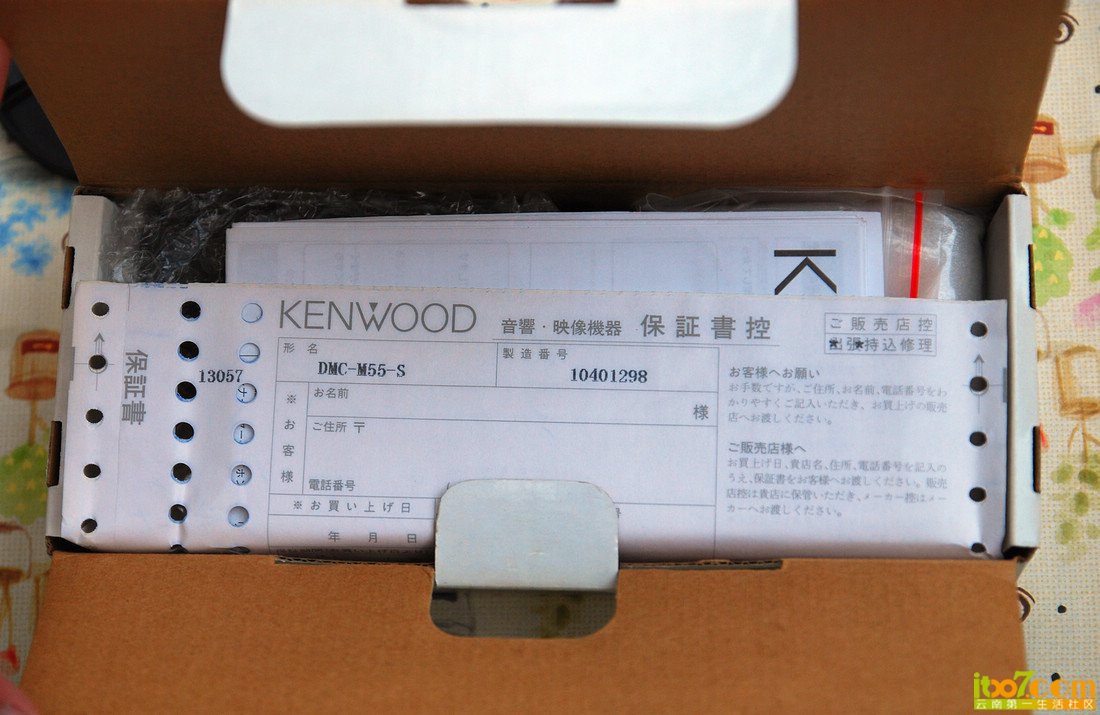 K
KENWOOD 音響・映像機器 保証書控
ご販売店控
出張持込修理
保証書
13057
形名
DMC-M55-S
製造番号
10401298
※お客様
お名前
様
ご住所 〒
電話番号
※お買い上げ日
年 月 日
お客様へお願い
お手数ですが、ご住所、お名前、電話番号をわ
かりやすくご記入いただき、お買上げの販売
店へお渡しください。
ご販売店様へ
お買上げ日、貴店名、住所、電話番号を記入の
うえ、保証書をお客様へお渡しください。販売
店控は貴店に保管いただき、メーカー控はメー
カーへお渡しください。
itbo7.com
云南第一生活社区